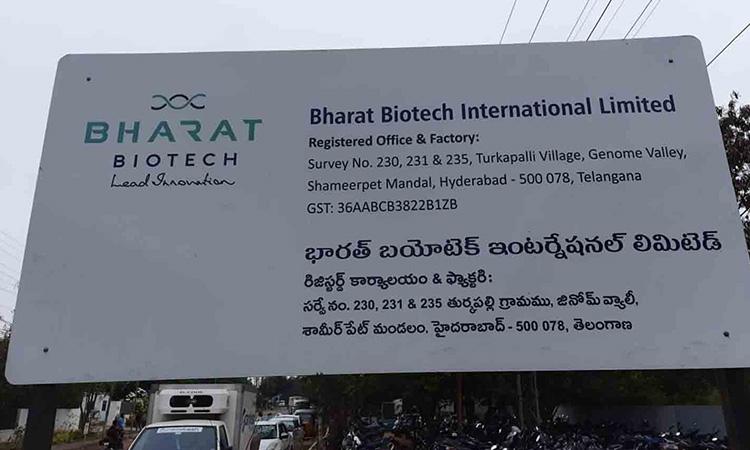 BHARAT
BIOTECH
Lead Innovation
Bharat Biotech International Limited
Registered Office & Factory:
Survey No. 230, 231 & 235, Turkapalli Village, Genome Valley,
Shameerpet Mandal, Hyderabad - 500 078, Telangana
GST: 36AABCB3822B1ZB
భారత్ బయోటెక్ ఇంటర్నేషనల్ లిమిటెడ్
రిజిస్టర్డ్ కార్యాలయం & ఫ్యాక్టరి:
సర్వే నం. 230, 231 & 235 తుర్కపల్లి గ్రామము, జినోమ్ వ్యాలీ,
శామీర్‌పేట్ మండలం. హైదరాబాద్ - 500 078, తెలంగాణ